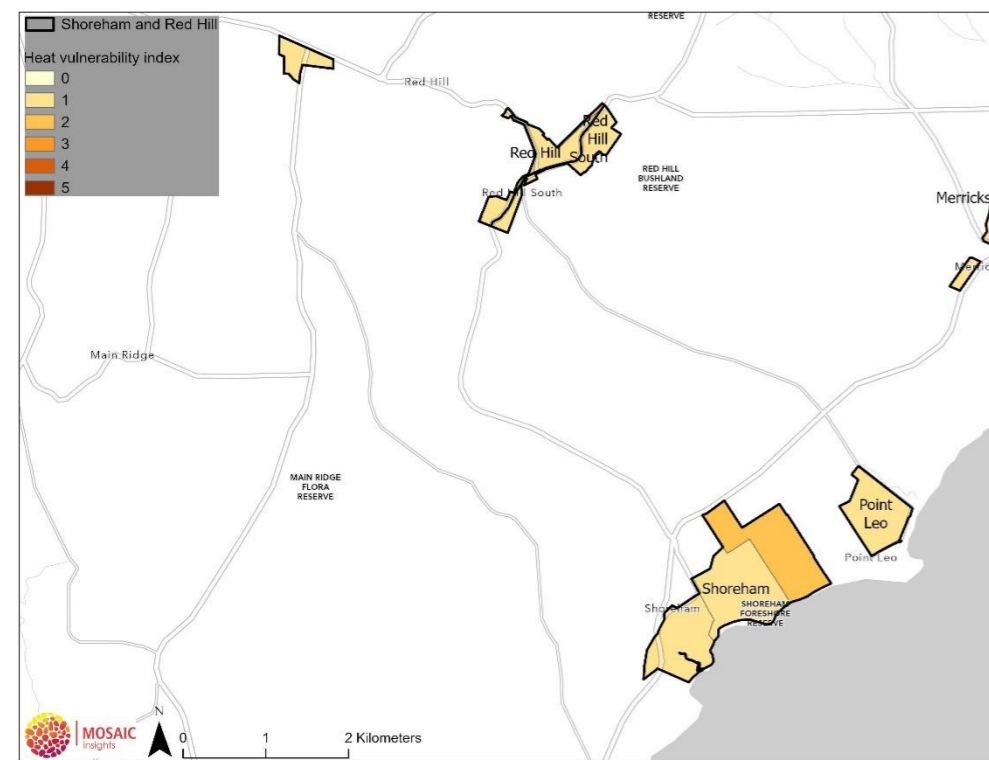 Shoreham and Red Hill
Heat vulnerability index
0
1
2
3
4
5
RESERVE
Red Hill
Red
Hill
South
Red Hill
RED HILL
BUSHLAND
RESERVE
Red Hill South
Merricks
Main Ridge
MAIN RIDGE
FLORA
RESERVE
Point
Leo
Point Leo
Shoreham
Shoreham
SHOREHAM
FORESHORE
RESERVE
MOSAIC
insights
N
0 1 2 Kilometers